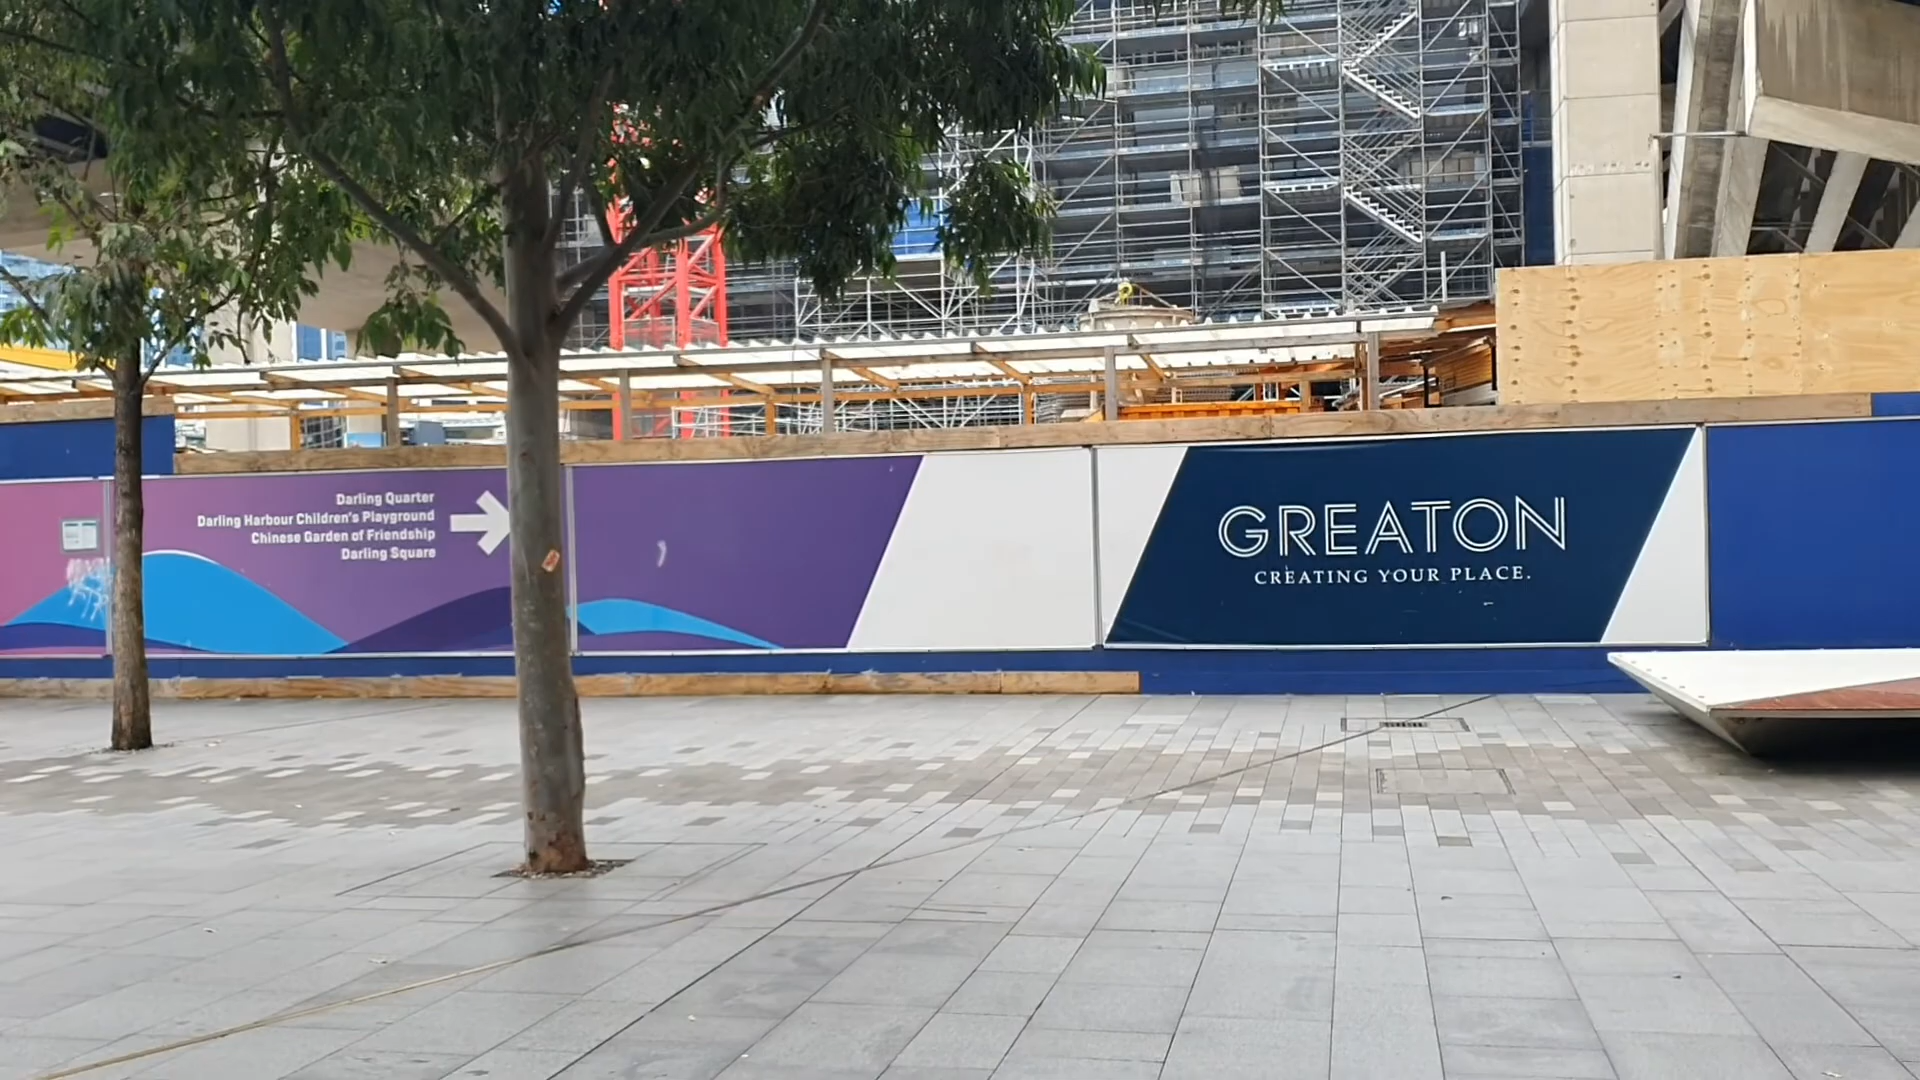 Darling Quarter
Darling Harbour Children's Playground
Chinese Garden of Friendship
Darling Square
GREATON
CREATING YOUR PLACE.